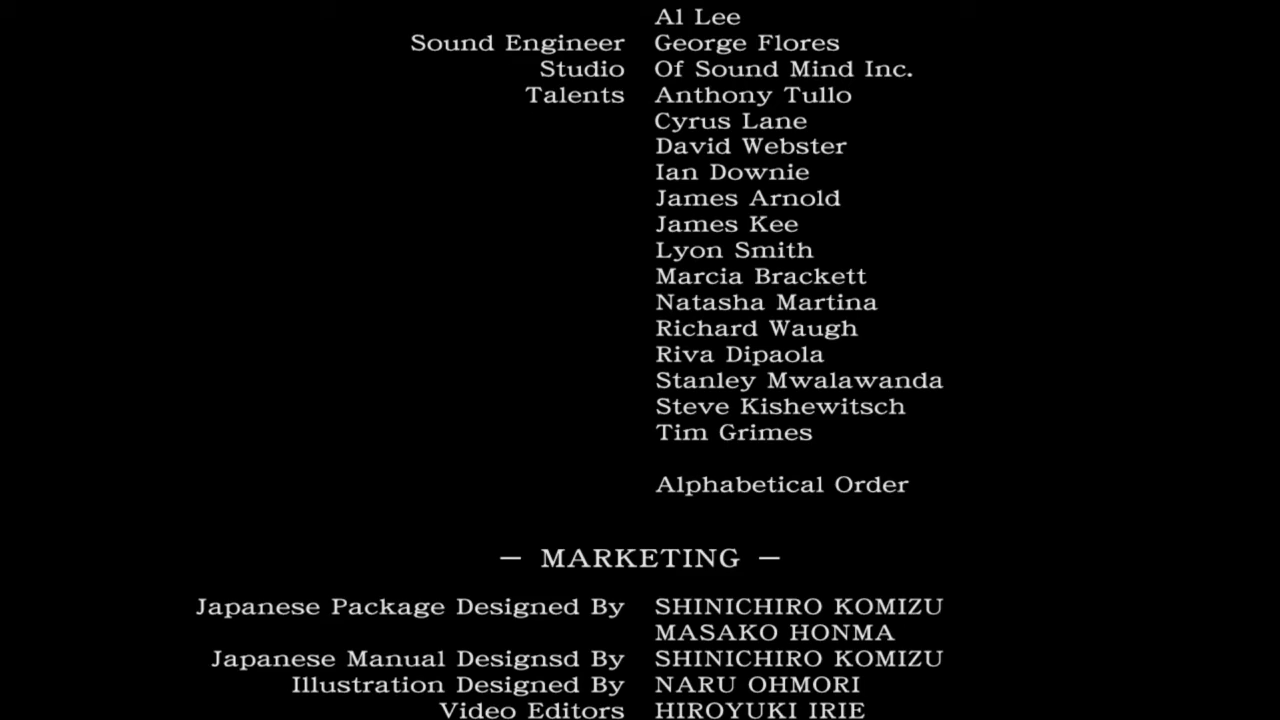 Al Lee
Sound Engineer George Flores
Studio Of Sound Mind Inc.
Talents Anthony Tullo
Cyrus Lane
David Webster
Ian Downie
James Arnold
James Kee
Lyon Smith
Marcia Brackett
Natasha Martina
Richard Waugh
Riva Dipaola
Stanley Mwalawanda
Steve Kishewitsch
Tim Grimes
Alphabetical Order
— MARKETING —
Japanese Package Designed By SHINICHIRO KOMIZU
MASAKO HONMA
Japanese Manual Designsd By SHINICHIRO KOMIZU
Illustration Designed By NARU OHMORI
Video Editors HIROYUKI IRIE